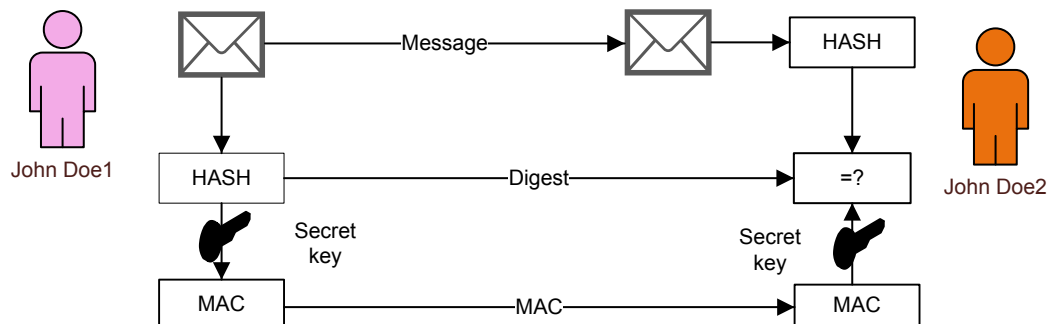 Message
HASH
John Doe1
HASH
Digest
=?
John Doe2
Secret
key
Secret
key
MAC
MAC
MAC